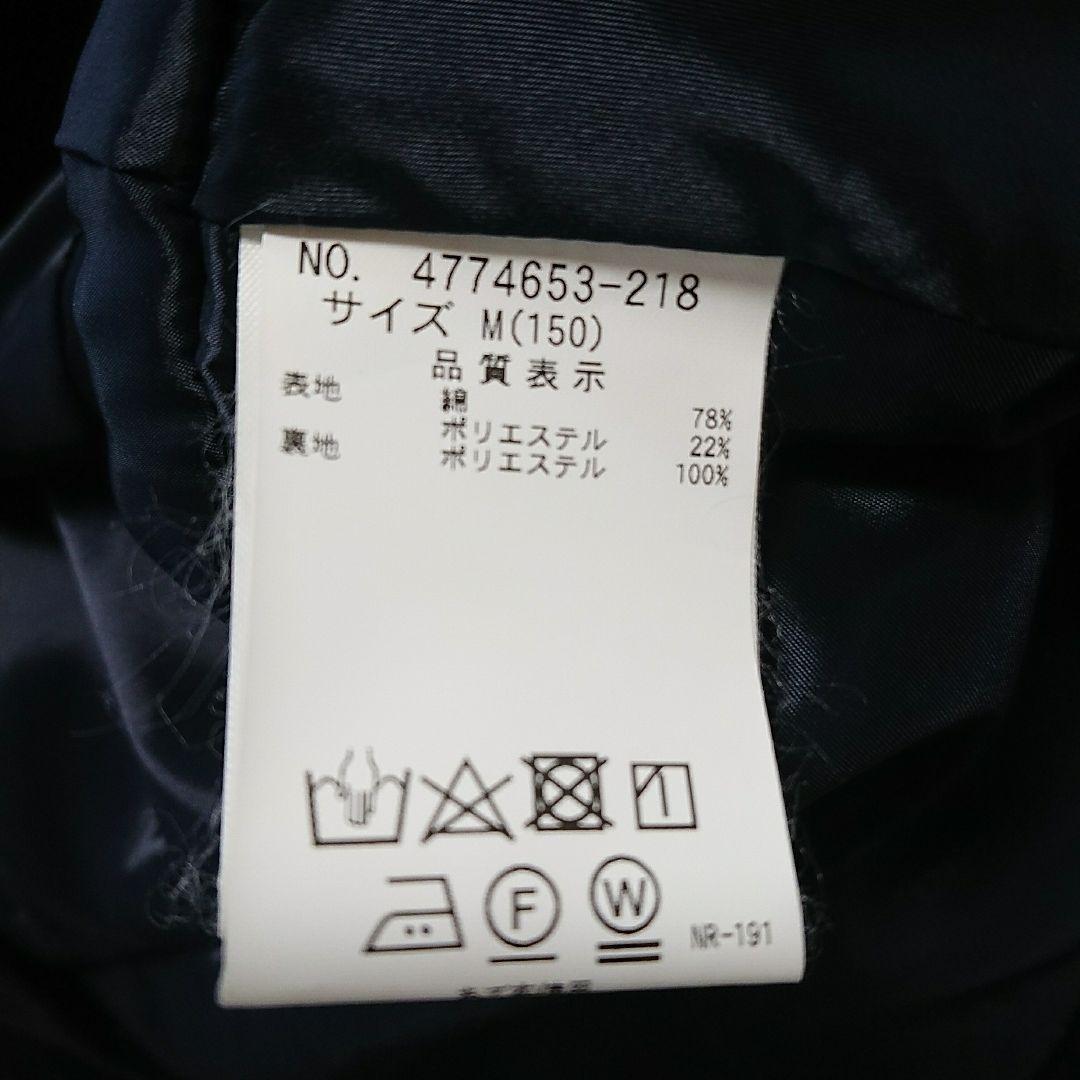 NO. 4774653-218
サイズ M(150)
品質表示
表地 綿 78%
ポリエステル 22%
裏地 ポリエステル 100%
F W NR-191